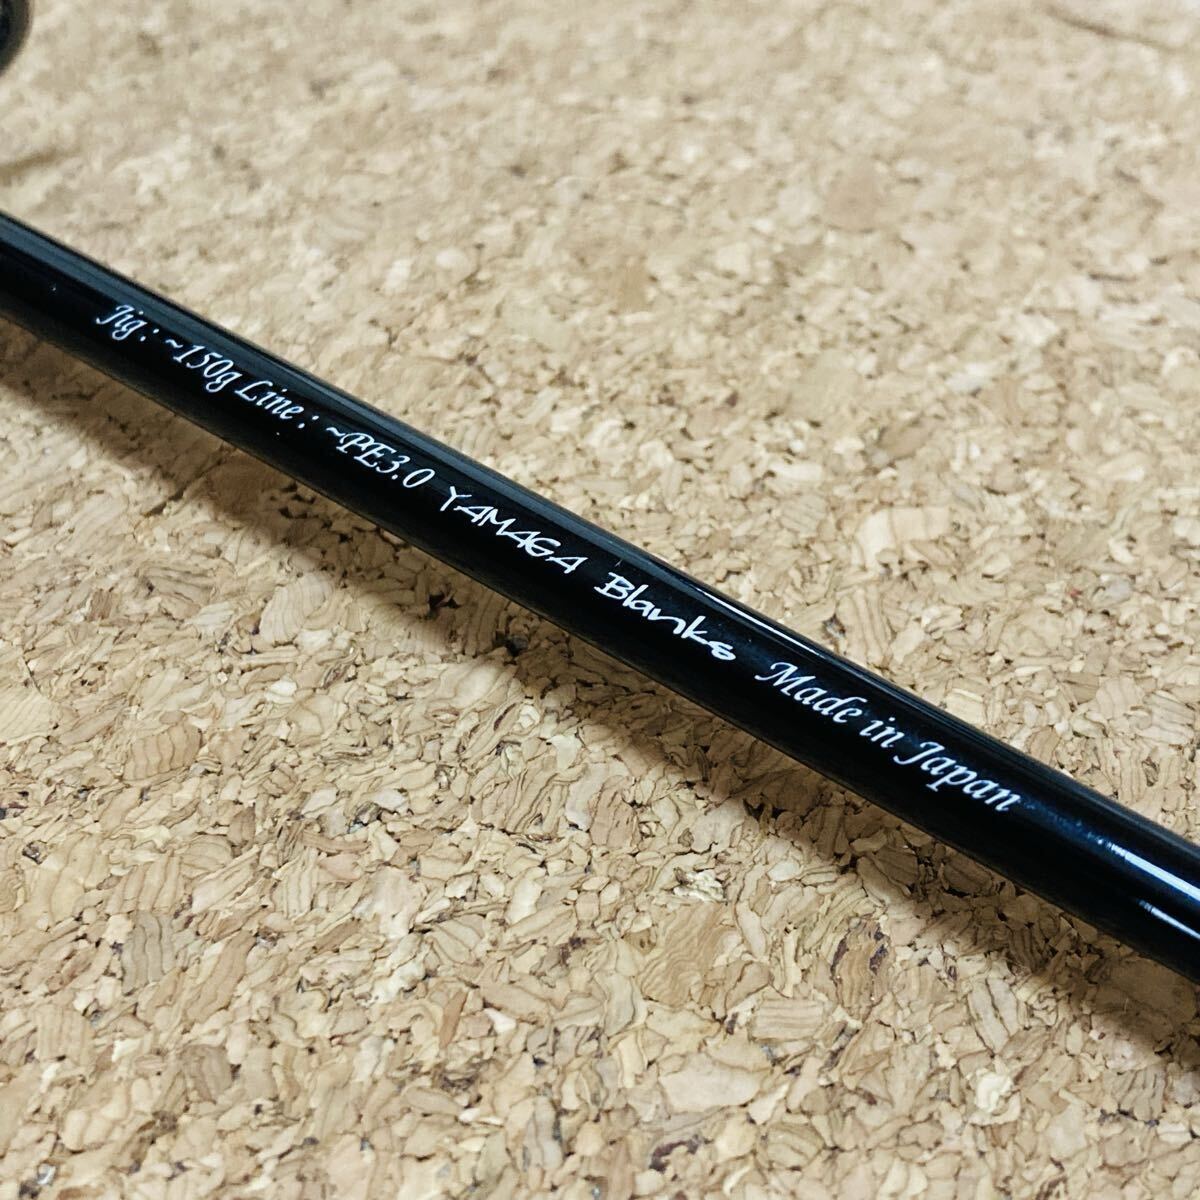 Jig : ~150g Line : ~PE3.0 YAMAGA Blanks Made in Japan